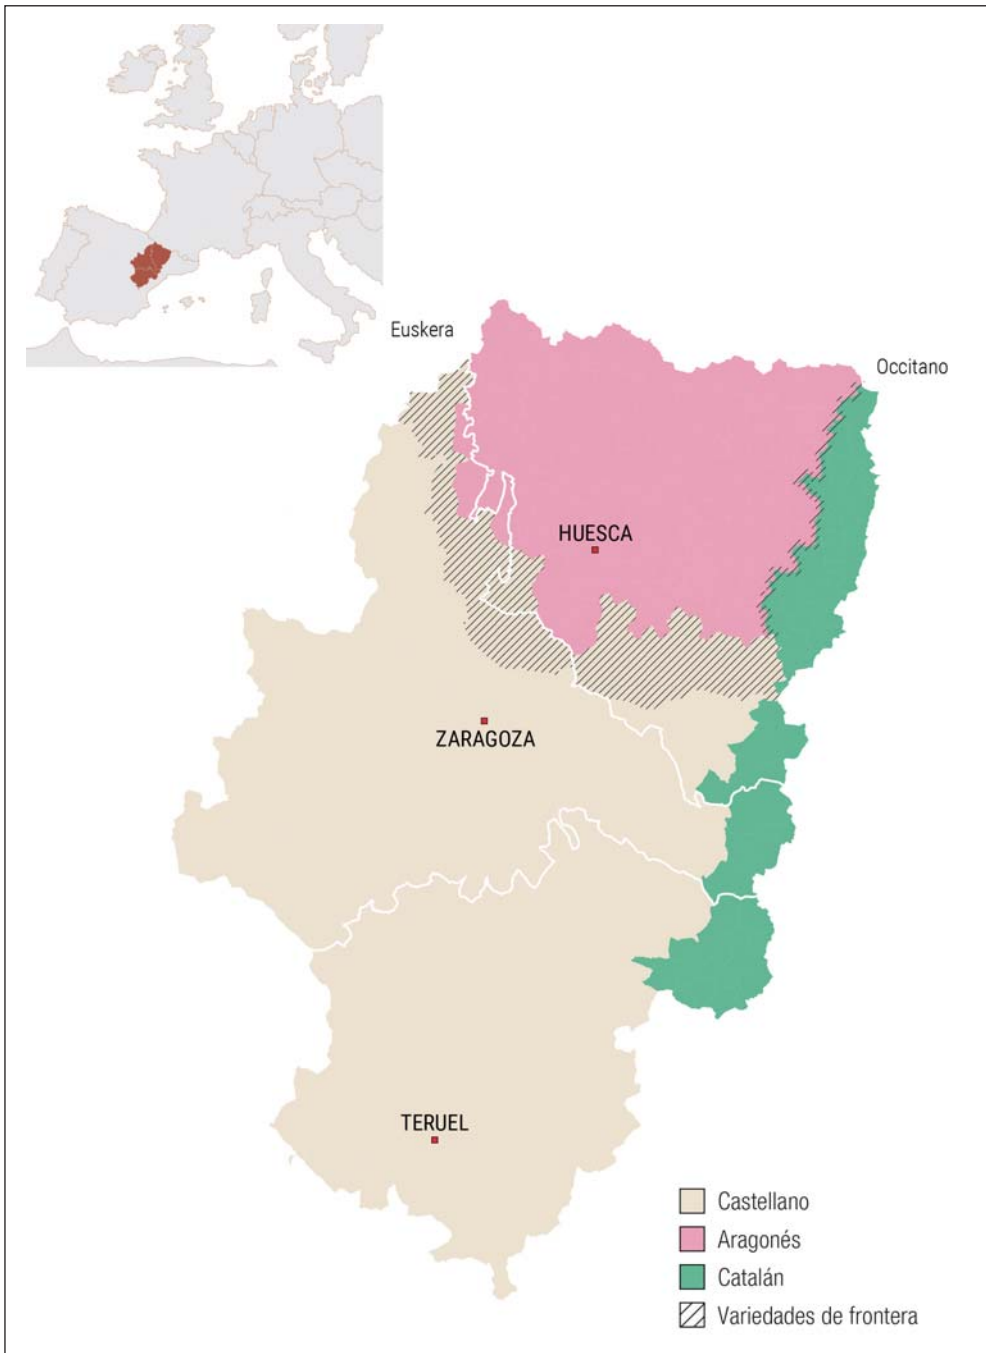 Euskera
Occitano
HUESCA
ZARAGOZA
TERUEL
Castellano
Aragonés
Catalán
Variedades de frontera